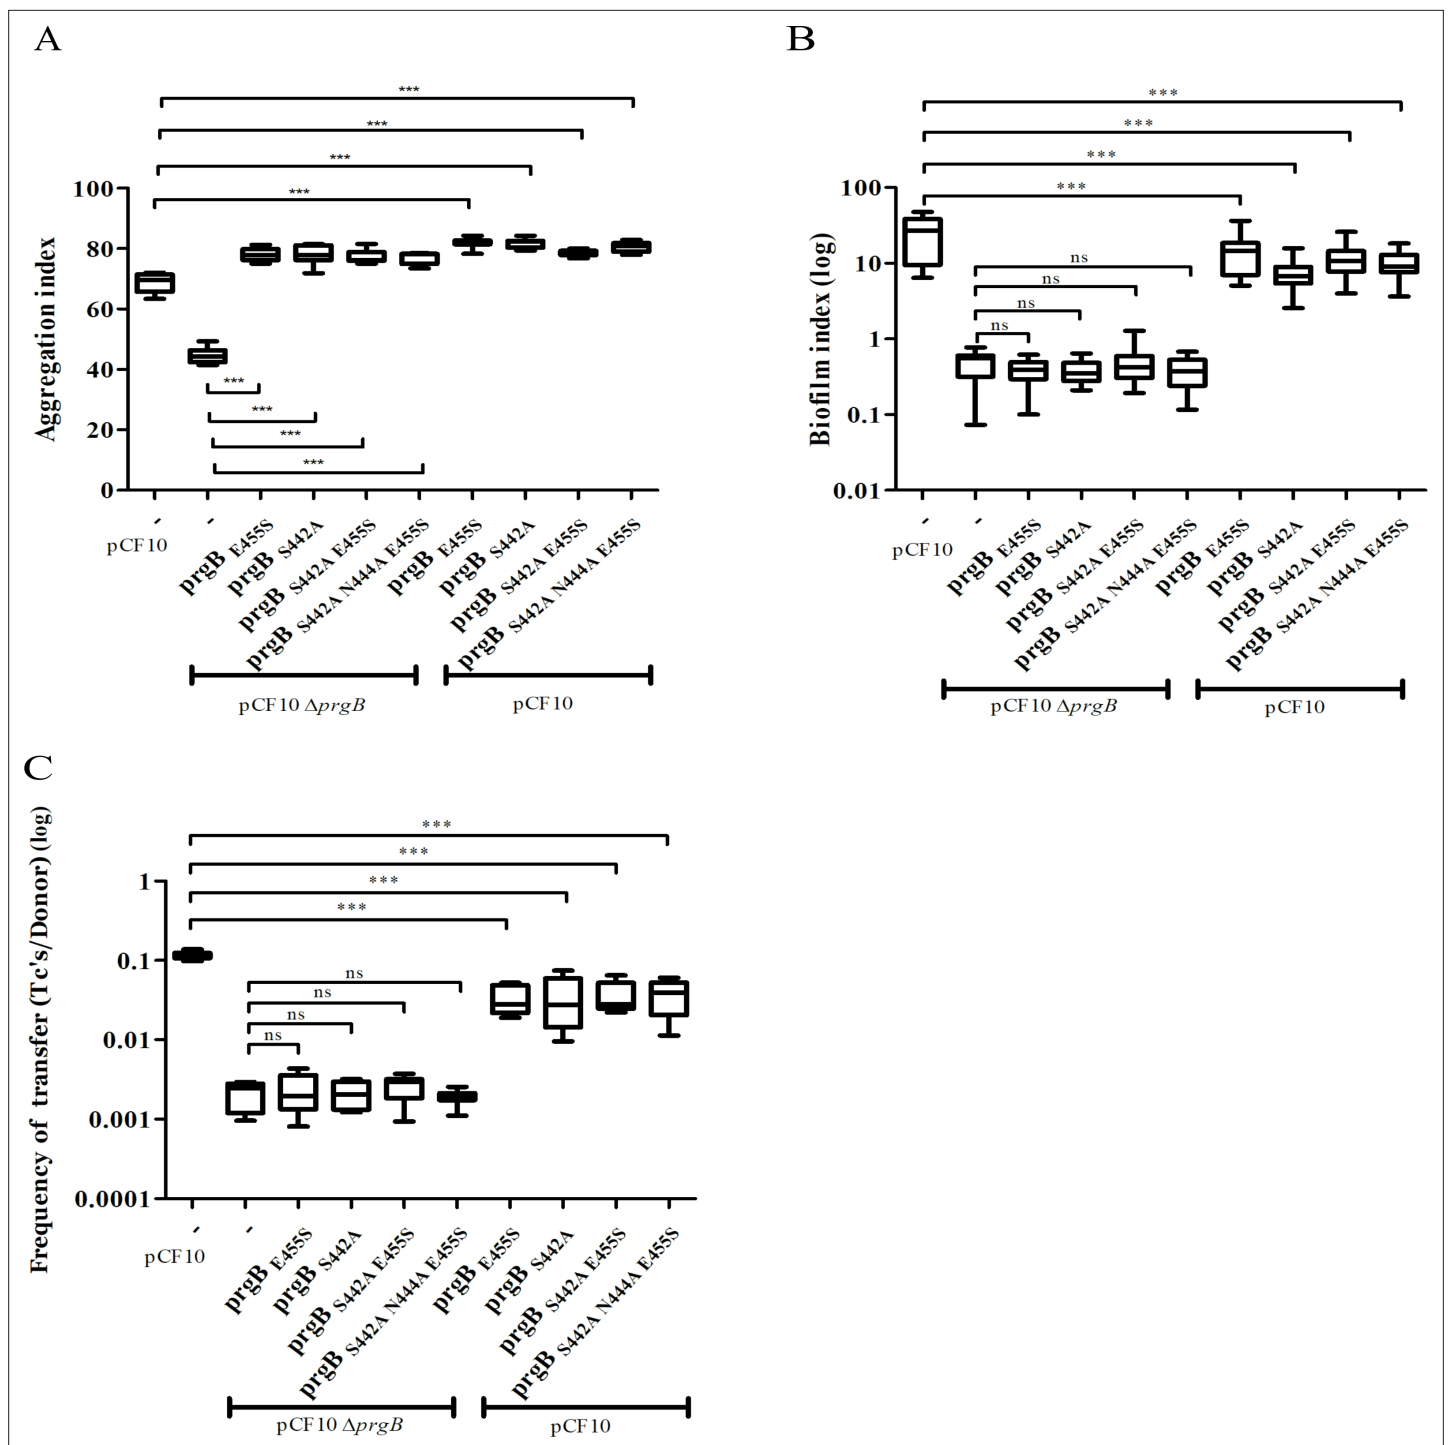 A
***
***
***
***
100
80
60
40
20
0
Aggregation index
***
***
***
***
-
pCF10
-
prgB E455S
prgB S442A
prgB S442A E455S
prgB S442A N444A E455S
prgB E455S
prgB S442A
prgB S442A E455S
prgB S442A N444A E455S
pCF10 ΔprgB
pCF10
B
***
***
***
***
100
10
1
0.1
0.01
Biofilm index (log)
ns
ns
ns
ns
-
pCF10
-
prgB E455S
prgB S442A
prgB S442A E455S
prgB S442A N444A E455S
prgB E455S
prgB S442A
prgB S442A E455S
prgB S442A N444A E455S
pCF10 ΔprgB
pCF10
C
***
***
***
***
1
0.1
0.01
0.001
0.0001
Frequency of transfer (Tc's/Donor) (log)
ns
ns
ns
ns
-
pCF10
-
prgB E455S
prgB S442A
prgB S442A E455S
prgB S442A N444A E455S
prgB E455S
prgB S442A
prgB S442A E455S
prgB S442A N444A E455S
pCF10 ΔprgB
pCF10